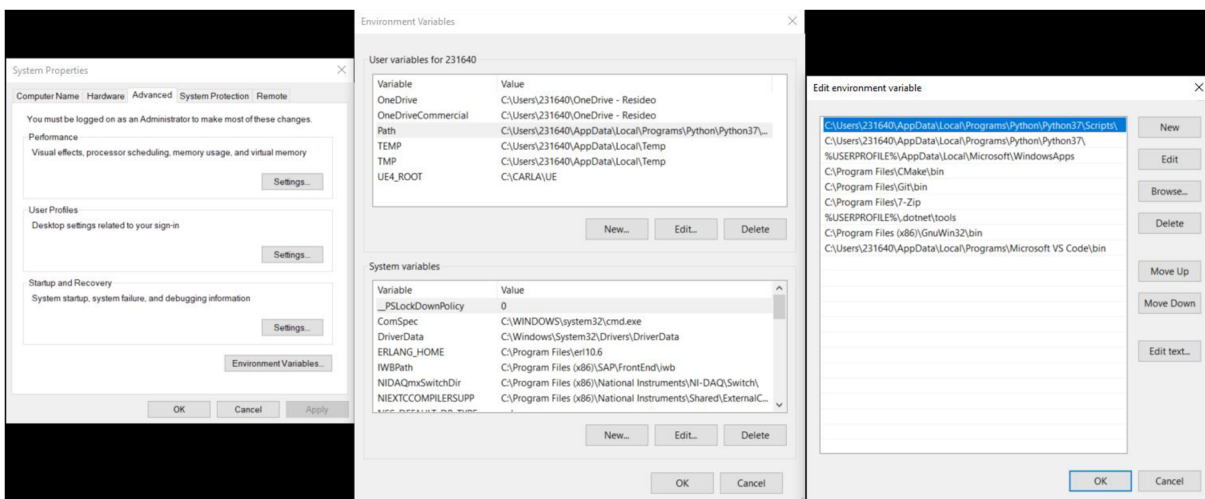 System Properties
Computer Name Hardware Advanced System Protection Remote
You must be logged on as an Administrator to make most of these changes.
Performance
Visual effects, processor scheduling, memory usage, and virtual memory
Settings...
User Profiles
Desktop settings related to your sign-in
Settings...
Startup and Recovery
System startup, system failure, and debugging information
Settings...
Environment Variables...
OK Cancel Apply
Environment Variables
User variables for 231640
Variable Value
OneDrive C:\Users\231640\OneDrive - Resideo
OneDriveCommercial C:\Users\231640\OneDrive - Resideo
Path C:\Users\231640\AppData\Local\Programs\Python\Python37\...
TEMP C:\Users\231640\AppData\Local\Temp
TMP C:\Users\231640\AppData\Local\Temp
UE4_ROOT C:\CARLA\UE
New... Edit... Delete
System variables
Variable Value
__PSLockDownPolicy 0
ComSpec C:\WINDOWS\system32\cmd.exe
DriverData C:\Windows\System32\Drivers\DriverData
ERLANG_HOME C:\Program Files\erl10.6
IWBPath C:\Program Files (x86)\SAP\FrontEnd\iwb
NIDAQmxSwitchDir C:\Program Files (x86)\National Instruments\NI-DAQ\Switch\
NIEXTCCOMPILERSUPP C:\Program Files (x86)\National Instruments\Shared\ExternalC...
New... Edit... Delete
OK Cancel
Edit environment variable
C:\Users\231640\AppData\Local\Programs\Python\Python37\Scripts\
C:\Users\231640\AppData\Local\Programs\Python\Python37\
%USERPROFILE%\AppData\Local\Microsoft\WindowsApps
C:\Program Files\CMake\bin
C:\Program Files\Git\bin
C:\Program Files\7-Zip
%USERPROFILE%\.dotnet\tools
C:\Program Files (x86)\GnuWin32\bin
C:\Users\231640\AppData\Local\Programs\Microsoft VS Code\bin
New
Edit
Browse...
Delete
Move Up
Move Down
Edit text...
OK Cancel